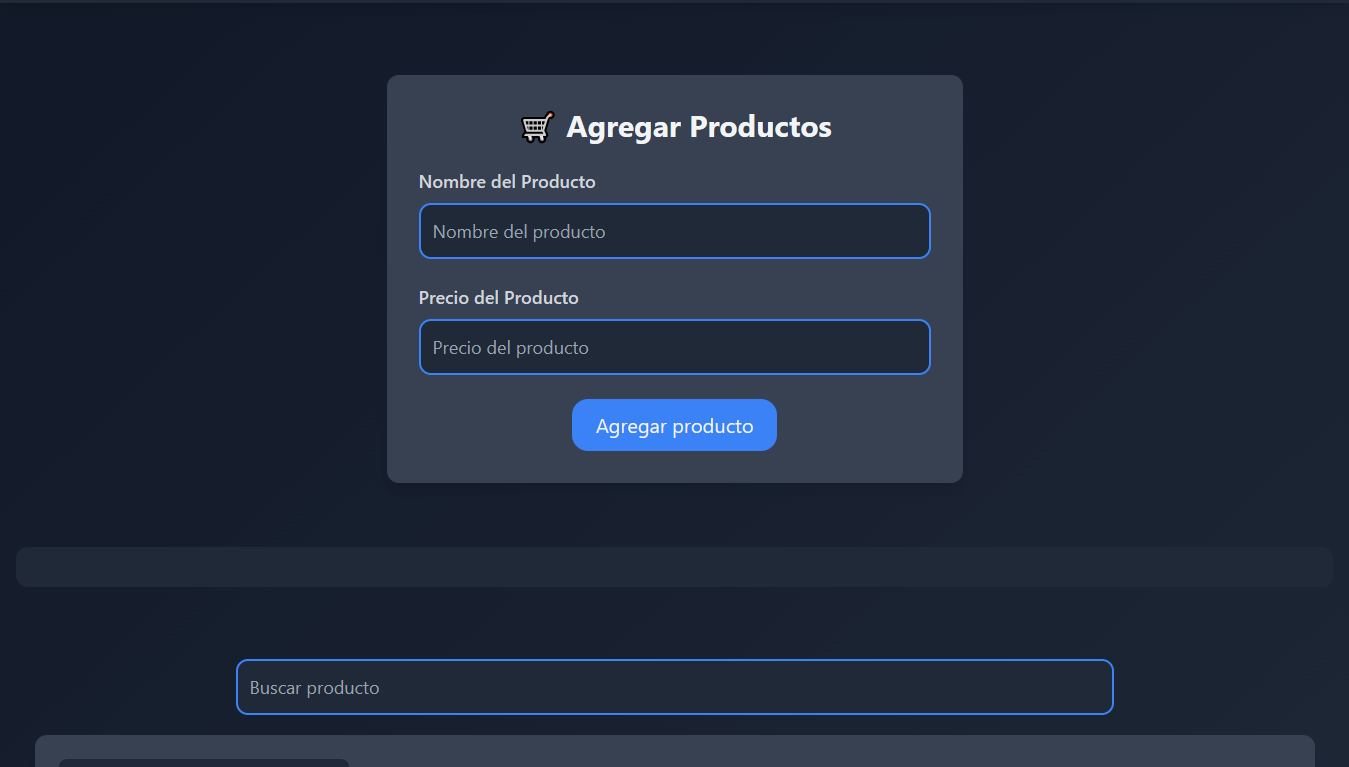 🛒 Agregar Productos
Nombre del Producto
Nombre del producto
Precio del Producto
Precio del producto
Agregar producto
Buscar producto